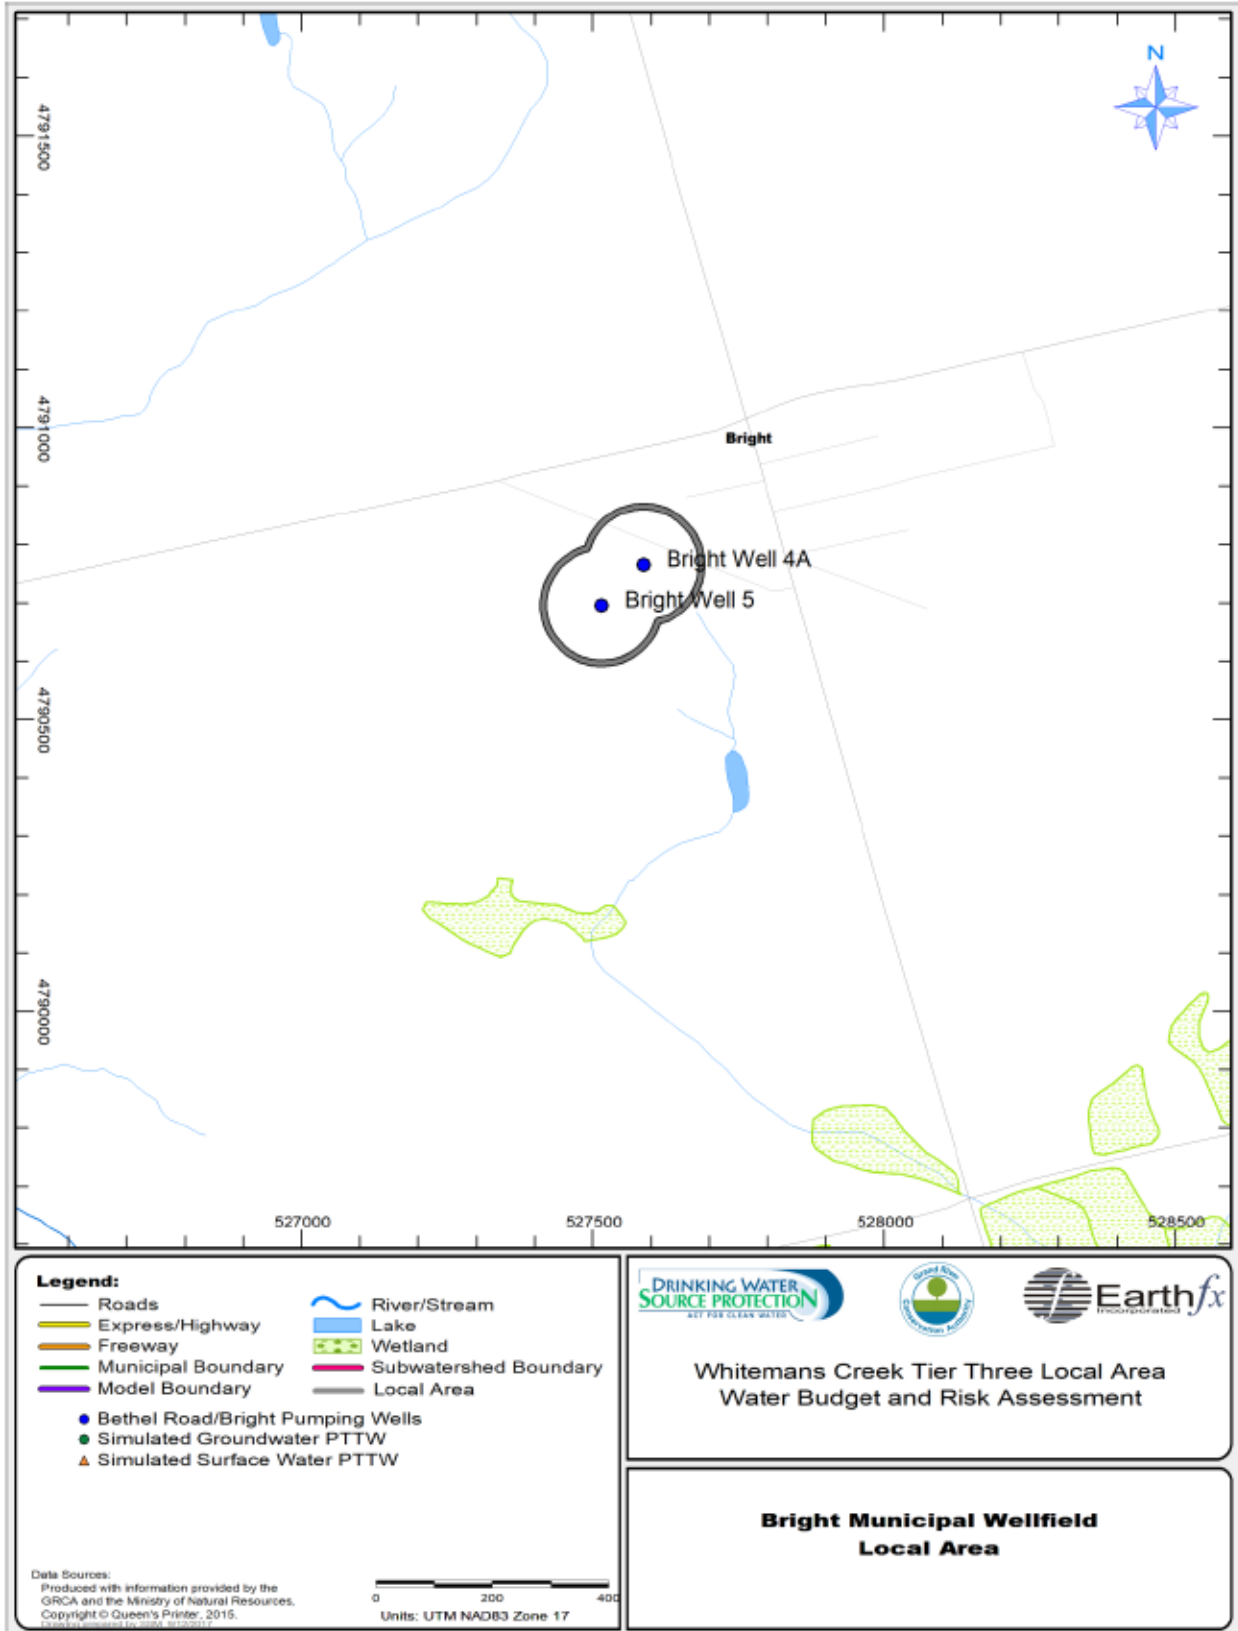 N
4791500
4791000
Bright
Bright Well 4A
Bright Well 5
4790500
4790000
527000 527500 528000 528500
Legend:
Roads
Express/Highway
Freeway
Municipal Boundary
Model Boundary
River/Stream
Lake
Wetland
Subwatershed Boundary
Local Area
Bethel Road/Bright Pumping Wells
Simulated Groundwater PTTW
Simulated Surface Water PTTW
Data Sources:
Produced with information provided by the
GRCA and the Ministry of Natural Resources,
Copyright © Queen's Printer, 2015.
0 200 400
Units: UTM NAD83 Zone 17
DRINKING WATER
SOURCE PROTECTION
ACT FOR CLEAN WATER
Grand River
Conservation Authority
Earthfx
Incorporated
Whitemans Creek Tier Three Local Area
Water Budget and Risk Assessment
Bright Municipal Wellfield
Local Area